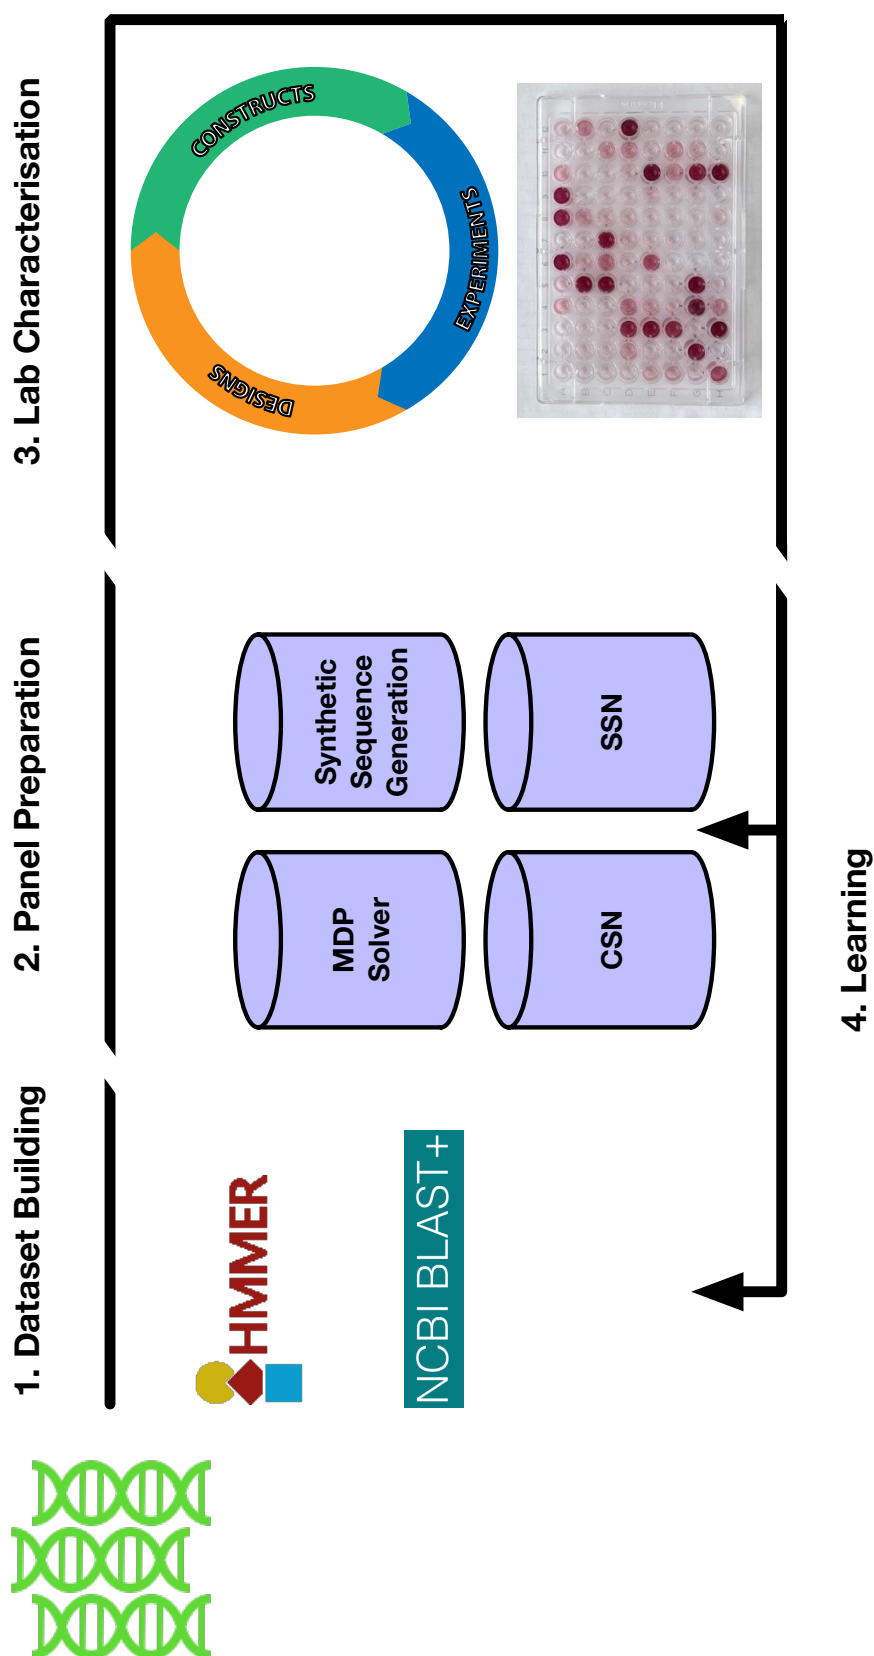 1. Dataset Building
2. Panel Preparation
3. Lab Characterisation
HMMER
NCBI BLAST+
MDP
Solver
Synthetic
Sequence
Generation
CSN
SSN
CONSTRUCTS
EXPERIMENTS
DESIGNS
4. Learning